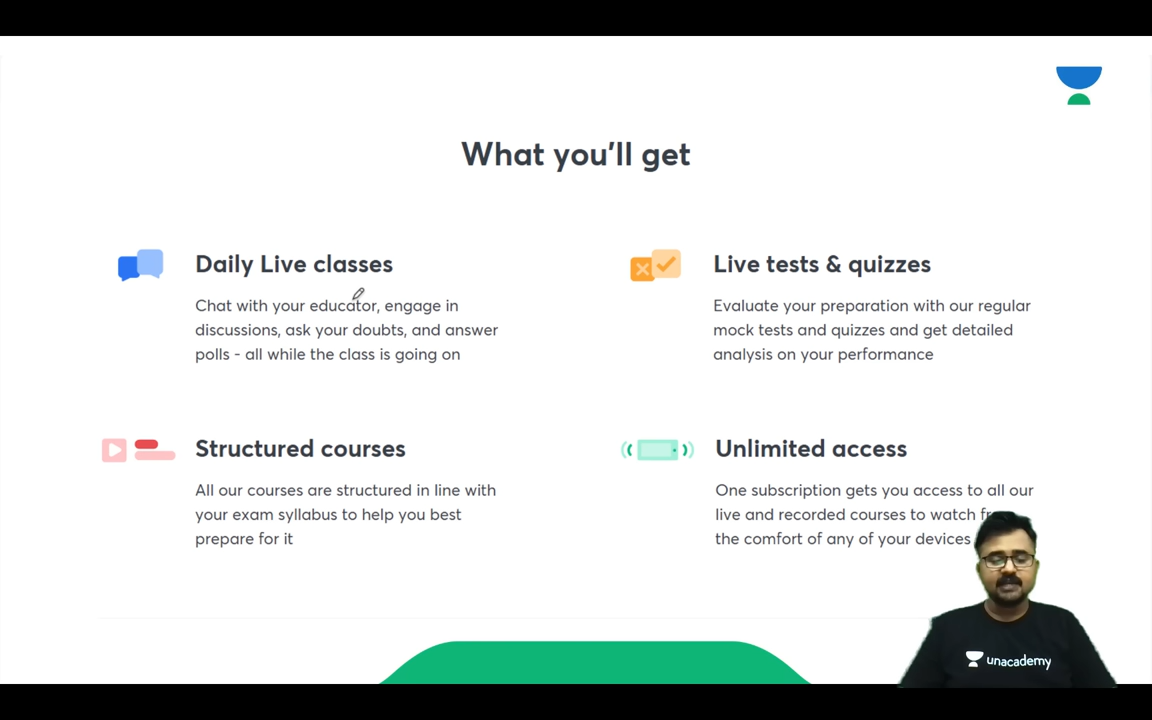 What you'll get
Daily Live classes
Chat with your educator, engage in
discussions, ask your doubts, and answer
polls - all while the class is going on
Live tests & quizzes
Evaluate your preparation with our regular
mock tests and quizzes and get detailed
analysis on your performance
Structured courses
All our courses are structured in line with
your exam syllabus to help you best
prepare for it
Unlimited access
One subscription gets you access to all our
live and recorded courses to watch
the comfort of any of your devices
unacademy